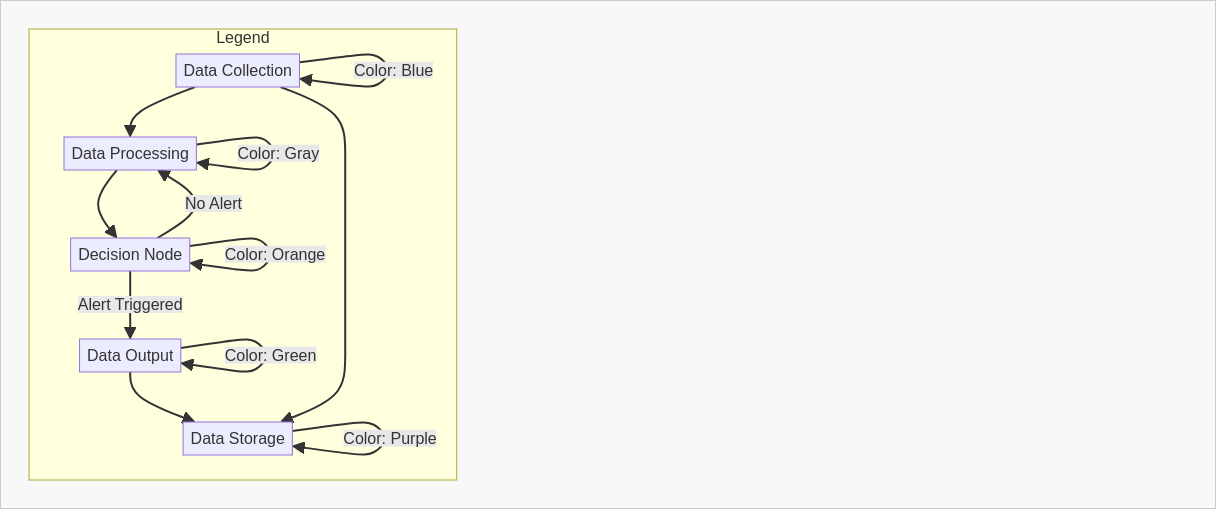 Legend
Data Collection
Color: Blue
Data Processing
Color: Gray
No Alert
Decision Node
Color: Orange
Alert Triggered
Data Output
Color: Green
Data Storage
Color: Purple